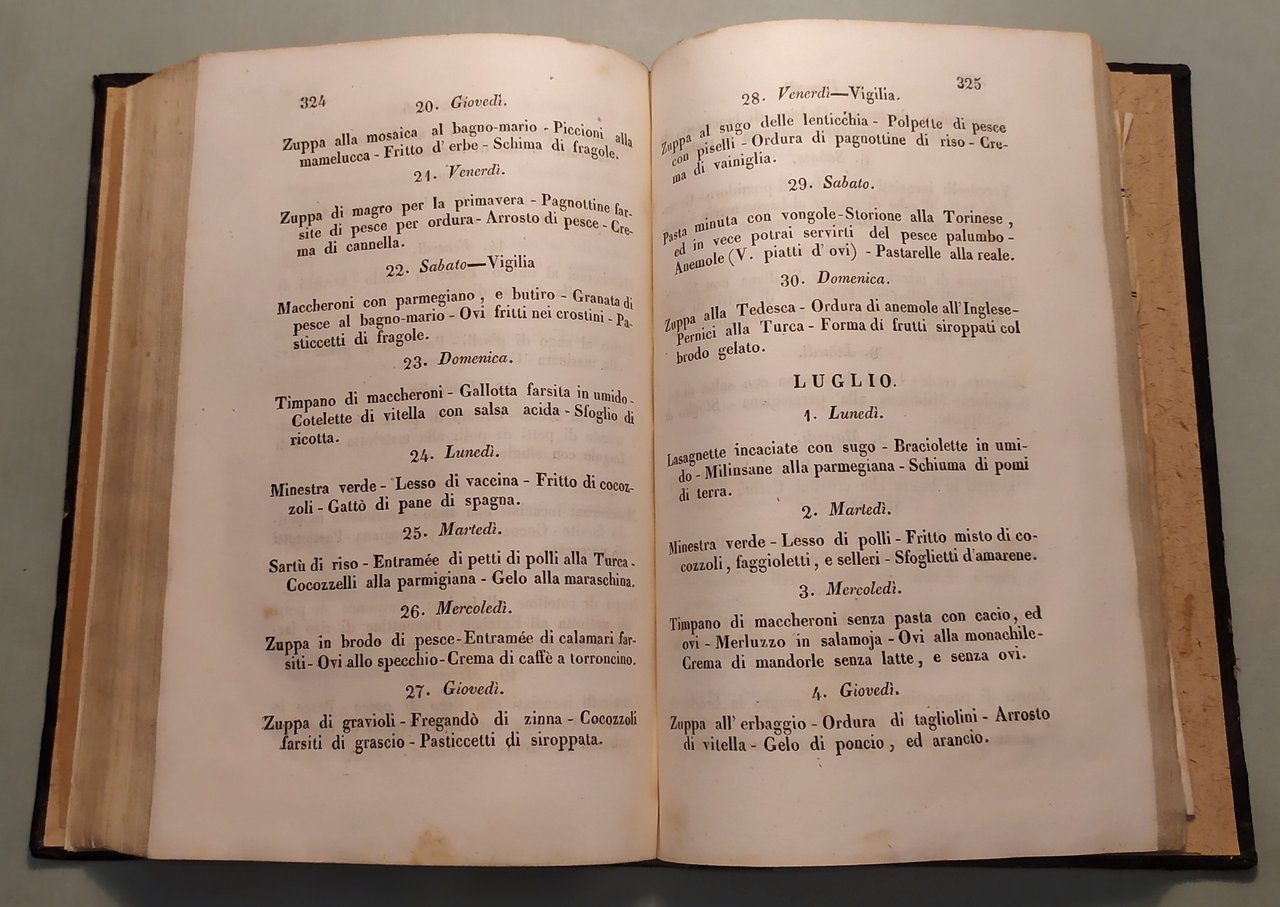 324
20. Giovedì.
Zuppa alla mosaica al bagno-mario - Piccioni alla
mamelucca - Fritto d' erbe - Schima di fragole.
21. Venerdì.
Zuppa di magro per la primavera - Pagnottine far-
site di pesce per ordura - Arrosto di pesce - Cre-
ma di cannella.
22. Sabato—Vigilia
Maccheroni con parmegiano , e butiro - Granata di
pesce al bagno-mario - Ovi fritti nei crostini - Pa-
sticcetti di fragole.
23. Domenica.
Timpano di maccheroni - Gallotta farsita in umido -
Cotelette di vitella con salsa acida - Sfoglio di
ricotta.
24. Lunedì.
Minestra verde - Lesso di vaccina - Fritto di cocoz-
zoli - Gattò di pane di spagna.
25. Martedì.
Sartù di riso - Entramée di petti di polli alla Turca -
Cocozzelli alla parmigiana - Gelo alla maraschina.
26. Mercoledì.
Zuppa in brodo di pesce - Entramée di calamari far-
siti - Ovi allo specchio - Crema di caffè a torroncino.
27. Giovedì.
Zuppa di gravioli - Fregandò di zinna - Cocozzoli
farsiti di grascio - Pasticcetti di siroppata.
325
28. Venerdì—Vigilia.
Zuppa al sugo delle lenticchia - Polpette di pesce
con piselli - Ordura di pagnottine di riso - Cre-
ma di vainiglia.
29. Sabato.
Pasta minuta con vongole - Storione alla Torinese ,
ed in vece potrai servirti del pesce palumbo -
Anemole (V. piatti d' ovi) - Pastarelle alla reale.
30. Domenica.
Zuppa alla Tedesca - Ordura di anemole all'Inglese -
Pernici alla Turca - Forma di frutti siroppati col
brodo gelato.
LUGLIO.
1. Lunedì.
Lasagnette incaciate con sugo - Braciolette in umi-
do - Milinsane alla parmegiana - Schiuma di pomi
di terra.
2. Martedì.
Minestra verde - Lesso di polli - Fritto misto di co-
cozzoli , faggioletti , e selleri - Sfoglietti d'amarene.
3. Mercoledì.
Timpano di maccheroni senza pasta con cacio, ed
ovi - Merluzzo in salamoja - Ovi alla monachile -
Crema di mandorle senza latte , e senza ovi.
4. Giovedì.
Zuppa all' erbaggio - Ordura di tagliolini - Arrosto
di vitella - Gelo di poncio , ed arancio.